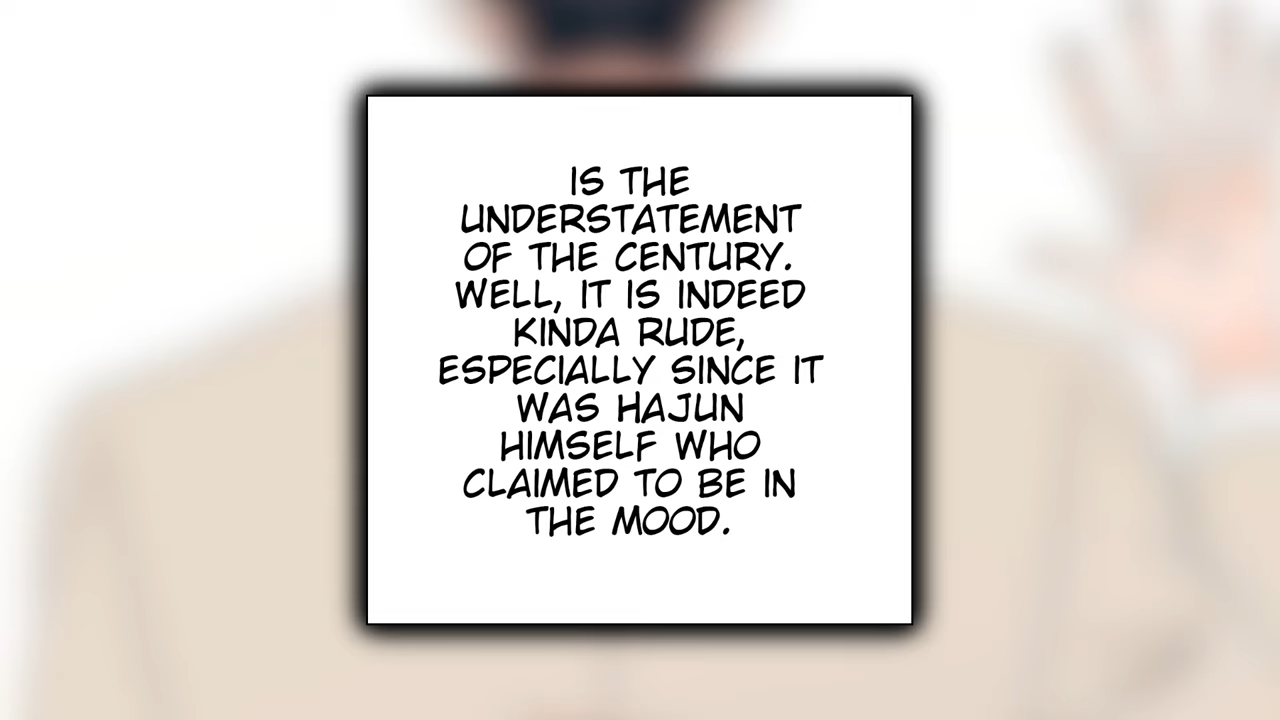 IS THE
UNDERSTATEMENT
OF THE CENTURY.
WELL, IT IS INDEED
KINDA RUDE,
ESPECIALLY SINCE IT
WAS HAJUN
HIMSELF WHO
CLAIMED TO BE IN
THE MOOD.